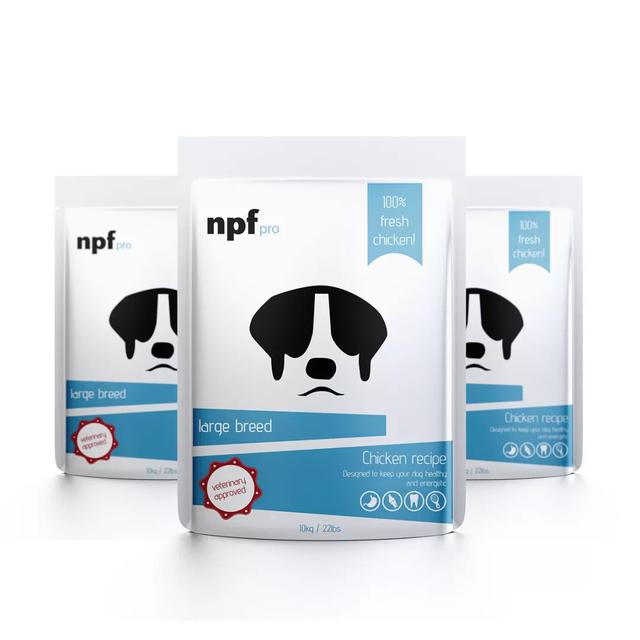 npf pro
large breed
veterinary
approved
10kg / 22lbs
npf pro
100%
fresh
chicken!
large breed
Chicken recipe
Designed to keep your dog healthy
and energetic
veterinary
approved
10kg / 22lbs
100%
fresh
chicken!
Chicken recipe
Designed to keep your dog healthy
and energetic
/ 22lbs